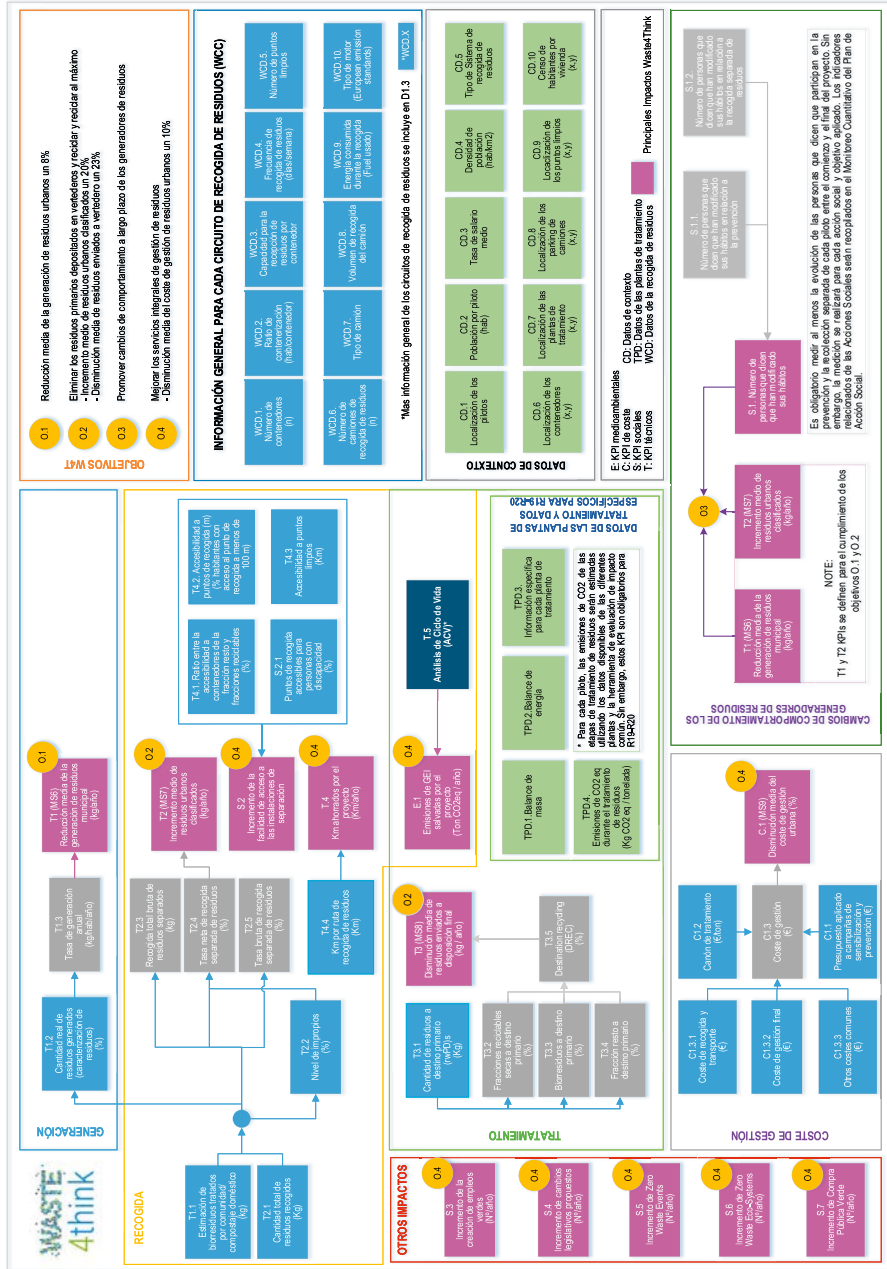 WASTE
4think
GENERACIÓN
T1.2
Cantidad real de
residuos generados
(caracterización de
residuos)
(%)
T1.3
Tasa de generación
anual
(kg/hab/año)
T1 (MS6)
Reducción media de la
generación de residuos
municipal
(kg/año)
O.1
RECOGIDA
T1.1
Estimación de
biorresiduos tratados
por comunidad/
compostaje doméstico
(kg)
T2.1
Cantidad total de
residuos recogidos
(Kg)
T2.2
Nivel de impropios
(%)
T2.3
Recogida total bruta de
residuos separados
(kg)
T2.4
Tasa neta de recogida
separada de residuos
(%)
T2.5
Tasa bruta de recogida
separada de residuos
(%)
T4.4
Km por ruta de
recogida de residuos
(Km)
T2 (MS7)
Incremento medio de
residuos urbanos
clasificados
(kg/año)
O.2
S.2
Incremento de la
facilidad de acceso a
las instalaciones de
separación
O.4
T.4
Km ahorrados por el
proyecto
(Km/año)
O.4
T4.1. Ratio entre la
accesibilidad a
contenedores de la
fracción resto y
fracciones reciclables
(%)
T4.2. Accesibilidad a
puntos de recogida (m)
(% habitantes con
acceso al punto de
recogida a menos de
100 m)
S.2.1
Puntos de recogida
accesibles para
personas con
discapacidad
(%)
T4.3
Accesibilidad a puntos
limpios
(Km)
OBJETIVOS W4T
O.1
Reducción media de la generación de residuos urbanos un 8%
O.2
Eliminar los residuos primarios depositados en vertederos y reciclar y reciclar al máximo
- Incremento medio de residuos urbanos clasificados un 20%
- Disminución media de residuos enviados a vertedero un 23%
O.3
Promover cambios de comportamiento a largo plazo de los generadores de residuos
O.4
Mejorar los servicios integrales de gestión de residuos
- Disminución media del coste de gestión de residuos urbanos un 10%
INFORMACIÓN GENERAL PARA CADA CIRCUITO DE RECOGIDA DE RESIDUOS (WCC)
WCD.1.
Número de
contenedores
(n)
WCD.2.
Ratio de
contenerización
(hab/contenedor)
WCD.3.
Capacidad para la
recepción de
residuos por
contenedor
WCD.4.
Frecuencia de
recogida de residuos
(días/semana)
WCD.5.
Número de puntos
limpios
WCD.6.
Número de
camiones de
recogida de residuos
WCD.7.
Tipo de camión
WCD.8.
Volumen de recogida
del camión
WCD.9.
Energía consumida
durante la recogida
(Fuel usado)
WCD.10.
Tipo de motor
(European emission
standards)
*Mas información general de los circuitos de recogida de residuos se incluye en D1.3
*WCD.X
OTROS IMPACTOS
S.3
Incremento de la
creación de empleos
verdes
(Nº/año)
O.4
S.4
Incremento de cambios
legislativos propuestos
(Nº/año)
O.4
S.5
Incremento de Zero
Waste Events
(Nº/año)
O.4
S.6
Incremento de Zero
Waste Eco-Systems
(Nº/año)
O.4
S.7
Incremento de Compra
Pública Verde
(Nº/año)
O.4
TRATAMIENTO
T3.1
Cantidad de residuos a
destino primario
(rwPD)s
(Kg)
T3.2
Fracciones reciclables
secas a destino
primario
(%)
T3.3
Biorresiduos a destino
primario
(%)
T3.4
Fracción resto a
destino primario
(%)
T3 (MS8)
Disminución media de
residuos enviados a
disposición final
(kg / año)
O.2
T3.5
Destination recycling
(DREC)
(%)
E.1
Emisiones de GEI
salvadas por el
proyecto
(Ton CO2eq / año)
O.4
T.5
Análisis de Ciclo de Vida
(ACV)*
TPD.1. Balance de
masa
TPD.2. Balance de
energía
TPD.3.
Información específica
para cada planta de
tratamiento
TPD.4.
Emisiones de CO2 eq
durante el tratamiento
de residuos
(Kg CO2 eq / tonelada)
* Para cada piloto, las emisiones de CO2 de las
etapas de tratamiento de residuos serán estimadas
utilizando los datos disponibles de las diferentes
plantas y la herramienta de evaluación de impacto
común. Sin embargo, estos KPI son obligatorios para
R19-R20
DATOS DE LAS PLANTAS DE
TRATAMIENTO Y DATOS
ESPECÍFICOS PARA R19-R20
DATOS DE CONTEXTO
CD.1
Localización de los
pilotos
CD.2
Población por piloto
(hab)
CD.3
Tasa de salario
medio
CD.4
Densidad de
población
(hab/km2)
CD.5
Tipo de Sistema de
recogida de
residuos
CD.6
Localización de los
contenedores
(x,y)
CD.7
Localización de las
plantas de
tratamiento
(x,y)
CD.8
Localización de los
parking de
camiones
(x,y)
CD.9
Locacización de
los puntos limpios
(x,y)
CD.10
Censo de
habitantes por
vivienda
(x,y)
E: KPI medicambientales
C: KPI de coste
S: KPI sociales
T: KPI técnicos
CD: Datos de contexto
TPD: Datos de las plantas de tratamiento
WCD: Datos de la recogida de residuos
Principales Impactos Waste4Think
COSTE DE GESTIÓN
C1.3.1
Coste de recogida y
transporte
(€)
C1.3.2
Coste de gestión final
(€)
C1.3.3
Otros costes comunes
(€)
C1.2
Canón de tratamiento
(€/ton)
C1.3
Coste de gestión
(€)
C1.1
Presupuesto aplicado
a campañas de
sensibilización y
prevención (€)
C.1 (MS9)
Disminución media del
coste de gestión
urbana (%)
O.4
CAMBIOS DE COMPORTAMIENTO DE LOS
GENERADORES DE RESIDUOS
T1 (MS6)
Reducción media de la
generación de residuos
municipal
(kg/año)
T2 (MS7)
Incremento medio de
residuos urbanos
clasificados
(kg/año)
NOTE:
T1 y T2 KPIs se definen para el cumplimiento de los
objetivos O.1 y O.2
O3
S.1. Número de
personas que dicen
que han modificado
sus hábitos
S.1.1.
Número de personas que
dicen que han modificado
sus hábitos en relación a
la prevención
S.1.2.
Número de personas que
dicen que han modificado
sus hábitos en relación a
la recogida separada de
residuos
Es obligatorio medir al menos la evolución de las personas que dicen que participan en la
prevención y la recolección separada de cada piloto entre el comienzo y el final del proyecto. Sin
embargo, la medición se realizará para cada acción social y objetivo aplicado. Los indicadores
relacionados de las Acciones Sociales serán recopilados en el Monitoreo Cuantitativo del Plan de
Acción Social.